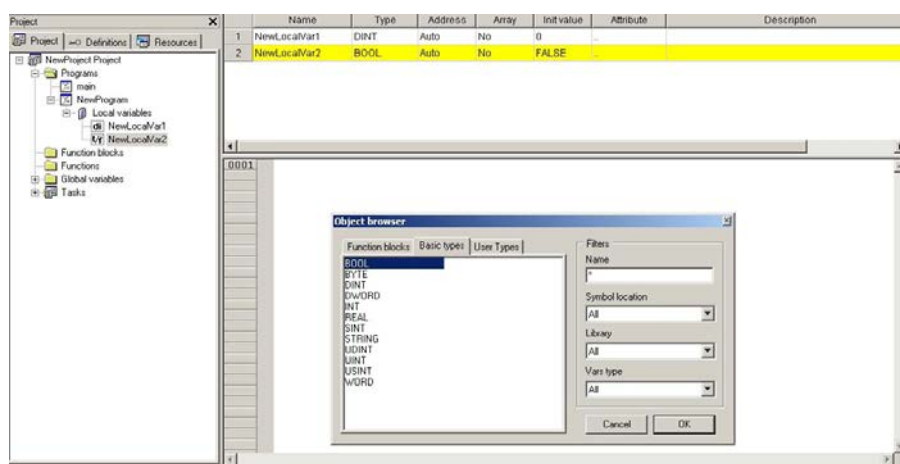 Project
Project Definitions Resources
NewProject Project
Programs
main
NewProgram
Local variables
di NewLocalVar1
t/f NewLocalVar2
Function blocks
Functions
Global variables
Tasks
Name Type Address Array Init value Attribute Description
1 NewLocalVar1 DINT Auto No 0 ..
2 NewLocalVar2 BOOL Auto No FALSE ..
0001
Object browser
Function blocks Basic types User Types
BOOL
BYTE
DINT
DWORD
INT
REAL
SINT
STRING
UDINT
UINT
USINT
WORD
Filters
Name
*
Symbol location
All
Library
All
Vars type
All
Cancel OK